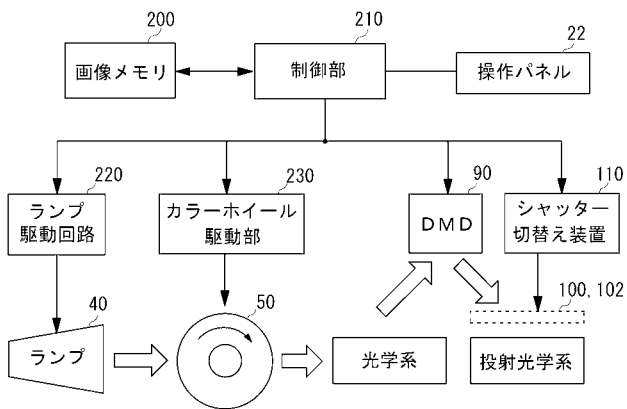 200
画像メモリ
210
制御部
22
操作パネル
220
ランプ
駆動回路
230
カラーホイール
駆動部
90
DMD
110
シャッター
切替え装置
40
ランプ
50
光学系
100, 102
投射光学系